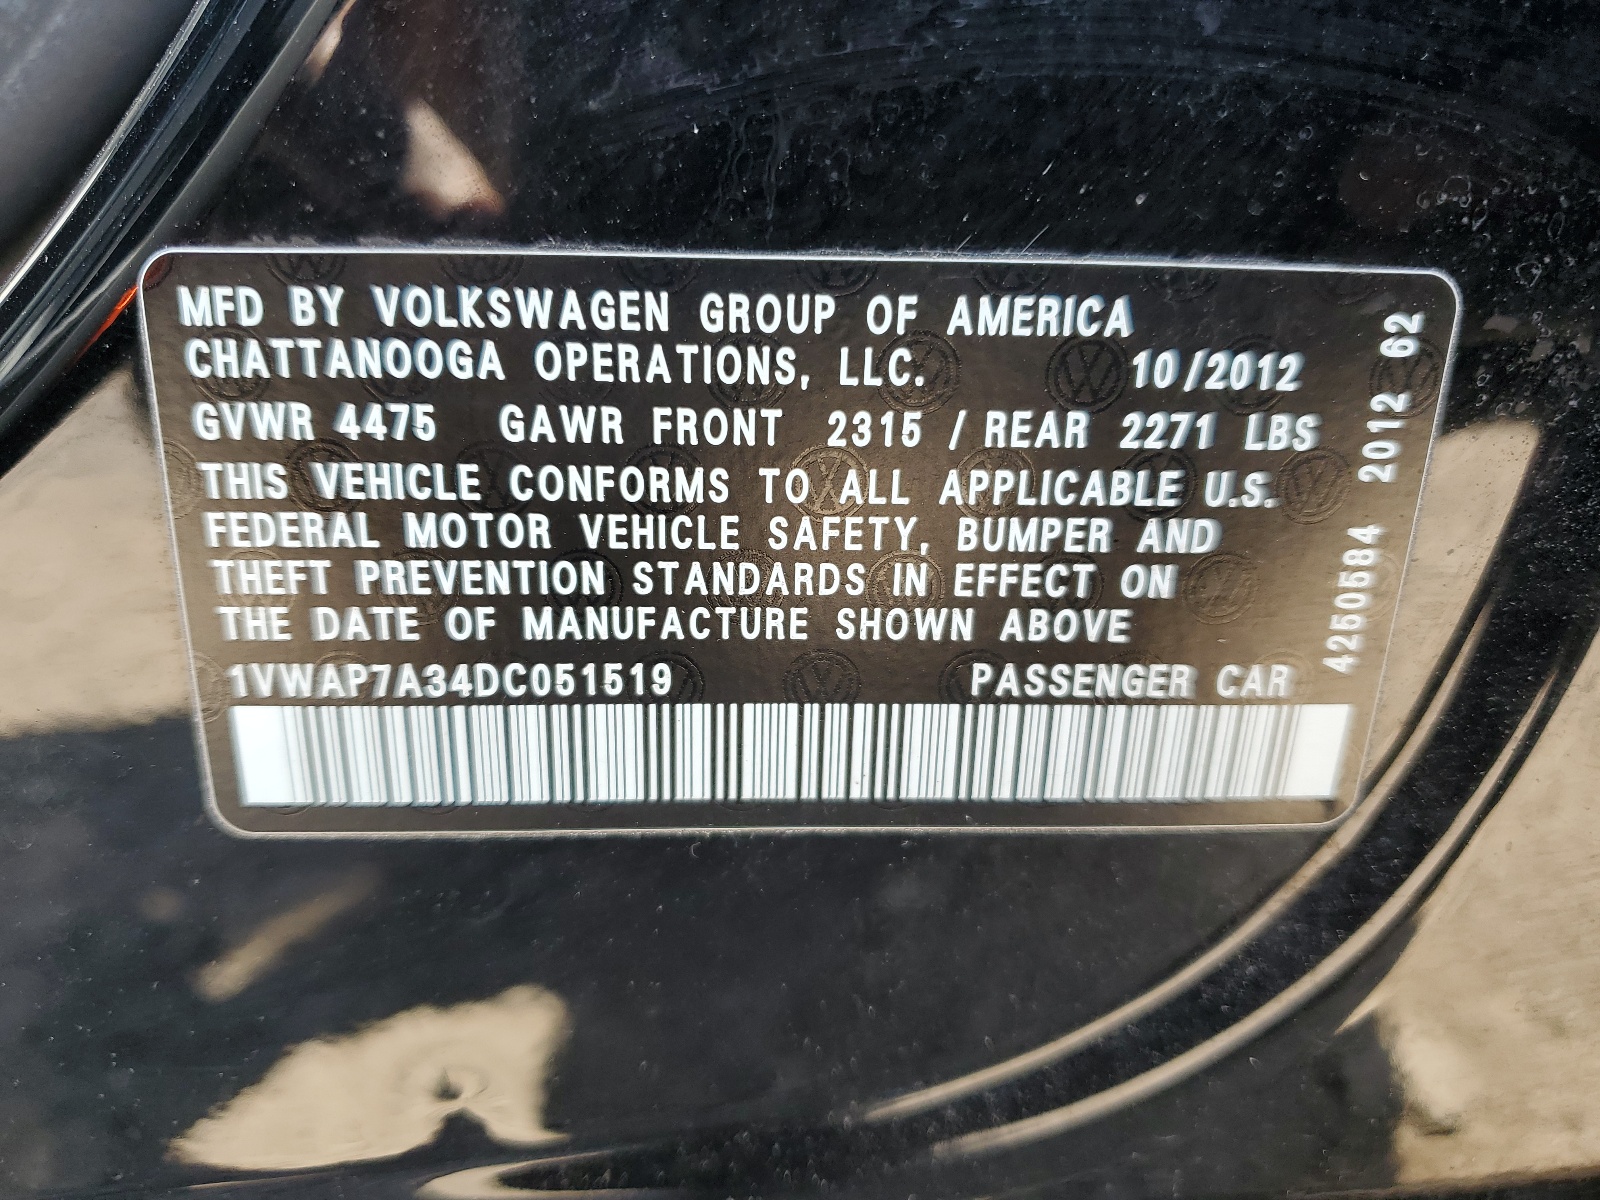 MFD BY VOLKSWAGEN GROUP OF AMERICA
CHATTANOOGA OPERATIONS, LLC. 10/2012
GVWR 4475 GAWR FRONT 2315 / REAR 2271 LBS
THIS VEHICLE CONFORMS TO ALL APPLICABLE U.S.
FEDERAL MOTOR VEHICLE SAFETY, BUMPER AND
THEFT PREVENTION STANDARDS IN EFFECT ON
THE DATE OF MANUFACTURE SHOWN ABOVE
1VWAP7A34DC051519 PASSENGER CAR
4250584 2012 62